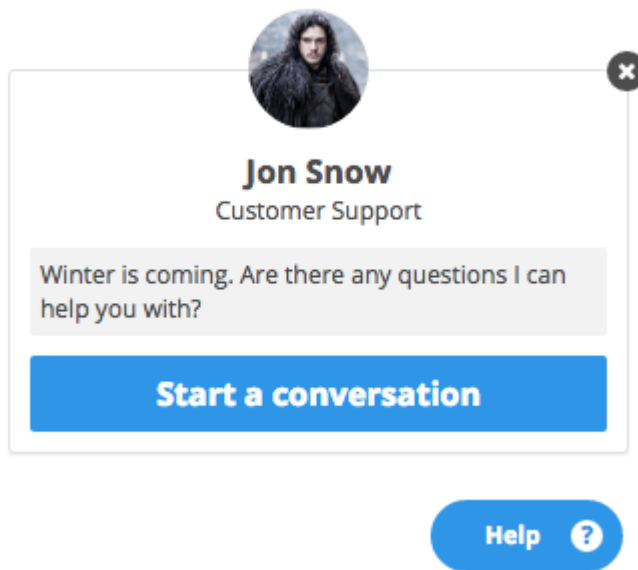 Jon Snow
Customer Support
Winter is coming. Are there any questions I can
help you with?
Start a conversation
Help ?